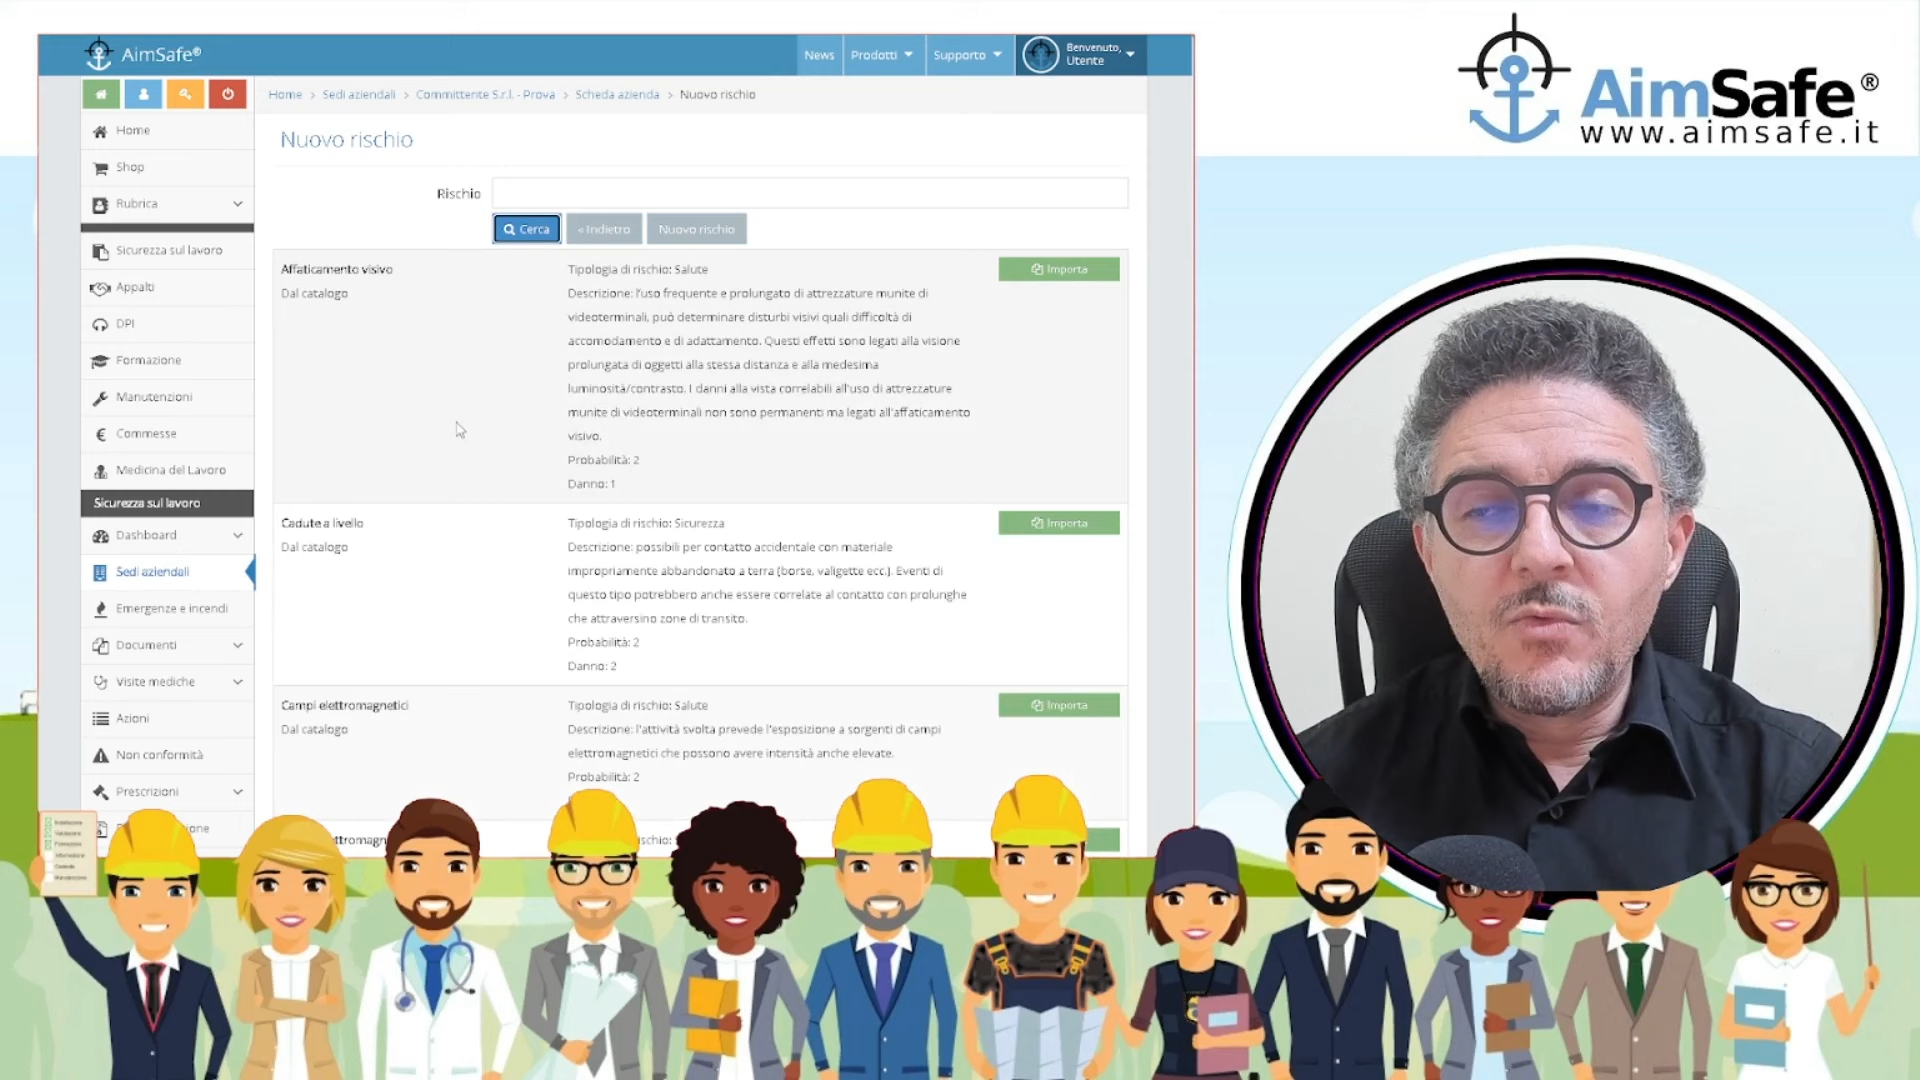 AimSafe®
News
Prodotti
Supporto
Benvenuto,
Utente
AimSafe®
www.aimsafe.it
Home > Sedi aziendali > Committente S.r.l. - Prova > Scheda azienda > Nuovo rischio
Home
Shop
Rubrica
Sicurezza sul lavoro
Appalti
DPI
Formazione
Manutenzioni
Commesse
Medicina del Lavoro
Sicurezza sul lavoro
Dashboard
Sedi aziendali
Emergenze e incendi
Documenti
Visite mediche
Azioni
Non conformità
Prescrizioni
Nuovo rischio
Rischio
Cerca
« Indietro
Nuovo rischio
Affaticamento visivo
Dal catalogo
Tipologia di rischio: Salute
Descrizione: l'uso frequente e prolungato di attrezzature munite di
videoterminali, può determinare disturbi visivi quali difficoltà di
accomodamento e di adattamento. Questi effetti sono legati alla visione
prolungata di oggetti alla stessa distanza e alla medesima
luminosità/contrasto. I danni alla vista correlabili all'uso di attrezzature
munite di videoterminali non sono permanenti ma legati all'affaticamento
visivo.
Probabilità: 2
Danno: 1
Importa
Cadute a livello
Dal catalogo
Tipologia di rischio: Sicurezza
Descrizione: possibili per contatto accidentale con materiale
impropriamente abbandonato a terra (borse, valigette ecc.). Eventi di
questo tipo potrebbero anche essere correlate al contatto con prolunghe
che attraversino zone di transito.
Probabilità: 2
Danno: 2
Importa
Campi elettromagnetici
Dal catalogo
Tipologia di rischio: Salute
Descrizione: l'attività svolta prevede l'esposizione a sorgenti di campi
elettromagnetici che possono avere intensità anche elevate.
Probabilità: 2
Importa